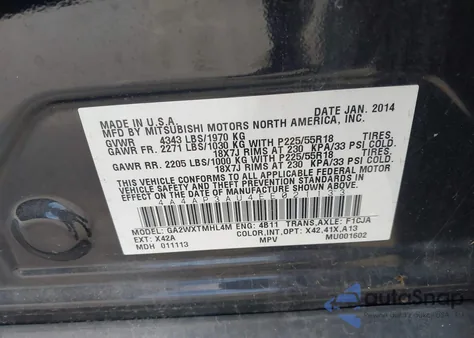 MADE IN U.S.A. DATE JAN. 2014
MFD BY MITSUBISHI MOTORS NORTH AMERICA, INC.
GVWR 4343 LBS/1970 KG
GAWR FR. 2271 LBS/1030 KG WITH P225/55R18 TIRES,
18X7J RIMS AT 230 KPA/33 PSI COLD.
GAWR RR. 2205 LBS/1000 KG WITH P225/55R18 TIRES,
18X7J RIMS AT 230 KPA/33 PSI COLD.
THIS VEHICLE CONFORMS TO ALL APPLICABLE FEDERAL MOTOR
VEHICLE SAFETY, BUMPER, AND THEFT PREVENTION STANDARDS IN
EFFECT ON THE DATE OF MANUFACTURE SHOWN ABOVE.
MODEL: GA2WXTMHL4M ENG: 4B11 TRANS,AXLE: F1CJA
EXT: X42A COLOR,INT,OPT: X42,41X,A13
MDH 011113 MPV MU001602
autoSnap